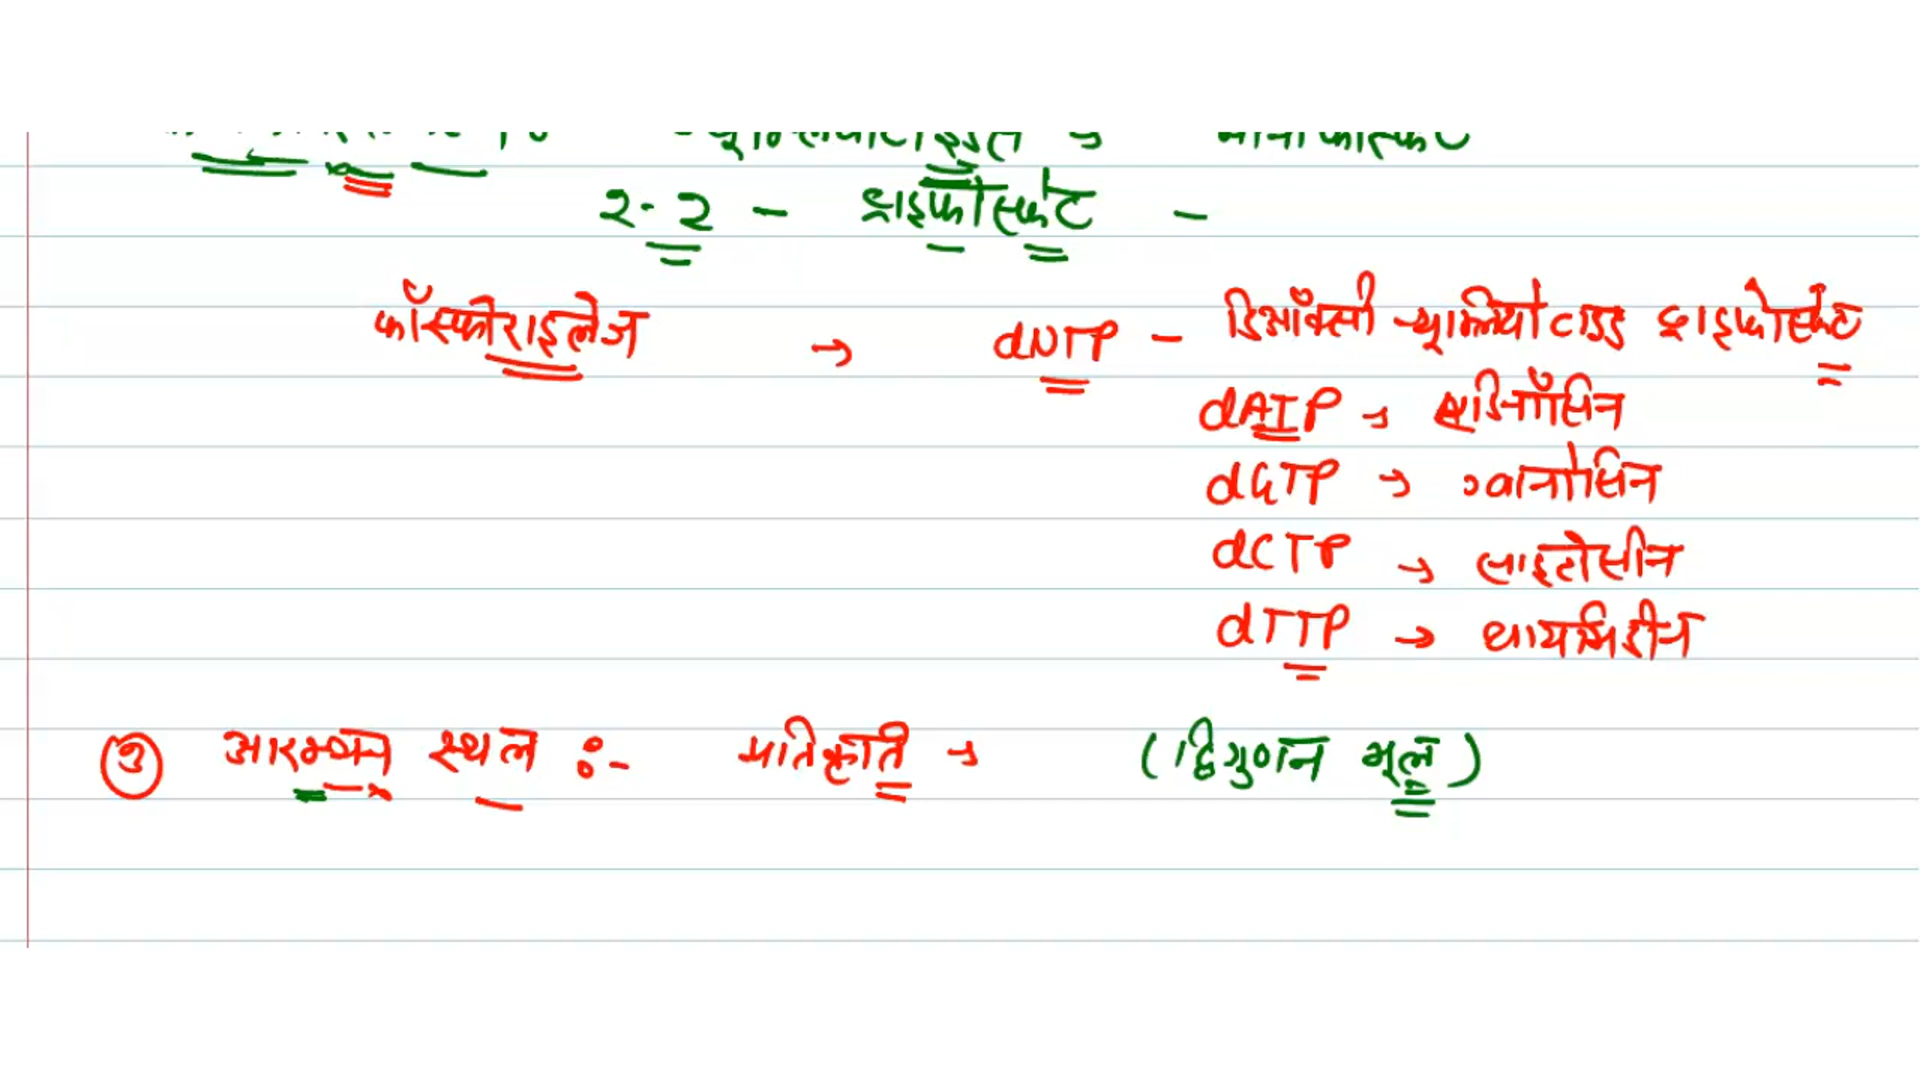 न्यूक्लियोटाइड्स → मोनोफॉस्फेट
2-2 - ट्राइफॉस्फेट -
फॉस्फोराइलेज → dNTP - डिऑक्सी न्यूक्लियोटाइड ट्राइफोस्फेट
dATP → एडिनॉसिन
dGTP → ग्वानोसिन
dCTP → साइटोसीन
dTTP → थायमिडीन
③ आरम्भन स्थल :- प्रतिकृति → (द्विगुणन मूल)